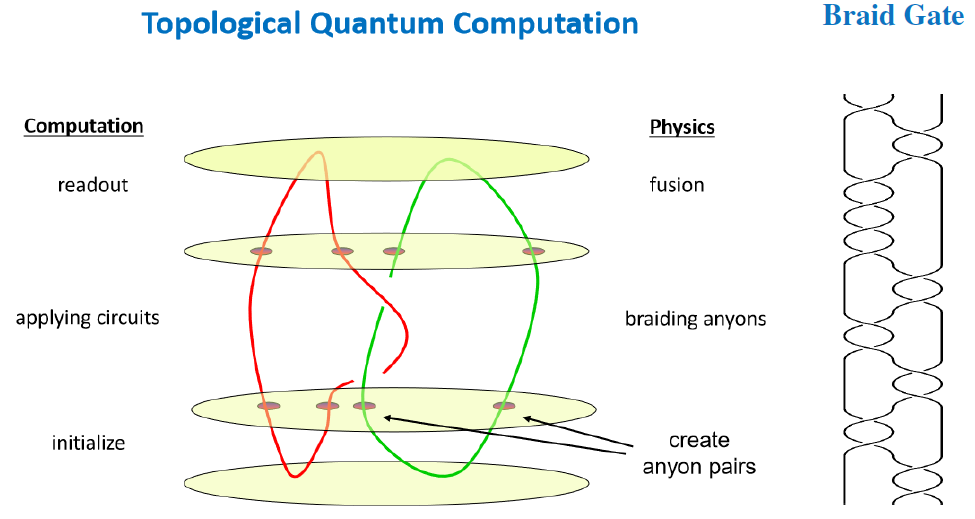 Topological Quantum Computation
Braid Gate
Computation
Physics
readout
fusion
applying circuits
braiding anyons
initialize
create
anyon pairs